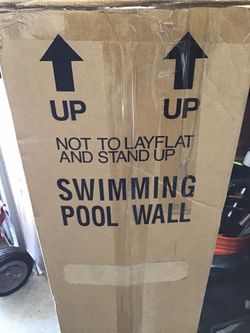 UP UP
NOT TO LAYFLAT
AND STAND UP
SWIMMING
POOL WALL